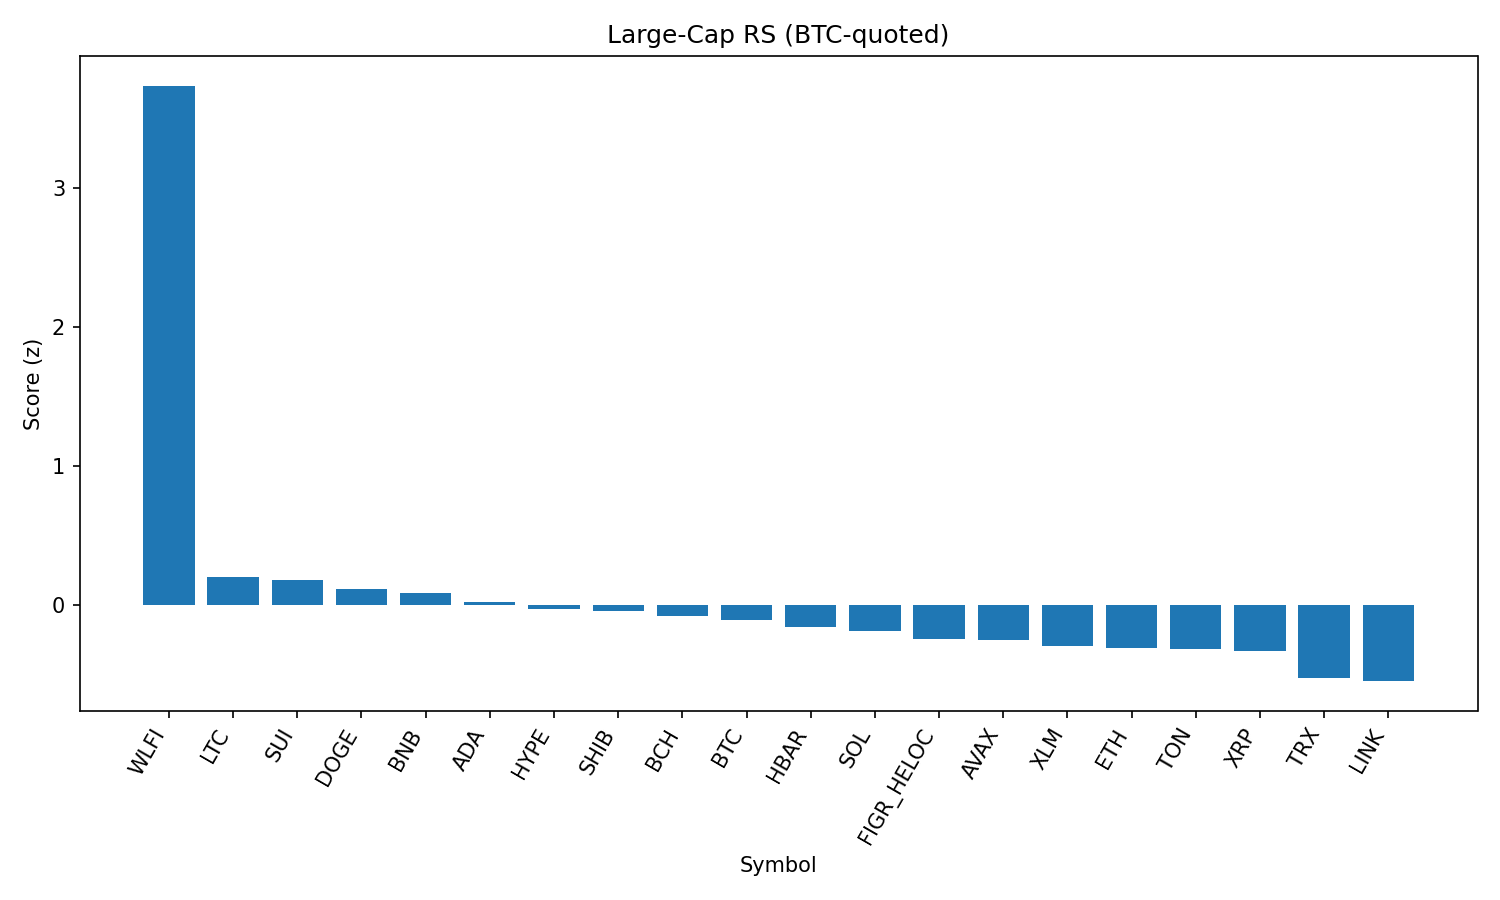 Large-Cap RS (BTC-quoted)
Score (z)
3
2
1
0
WLFI
LTC
SUI
DOGE
BNB
ADA
HYPE
SHIB
BCH
BTC
HBAR
SOL
FIGR_HELOC
AVAX
XLM
ETH
TON
XRP
TRX
LINK
Symbol